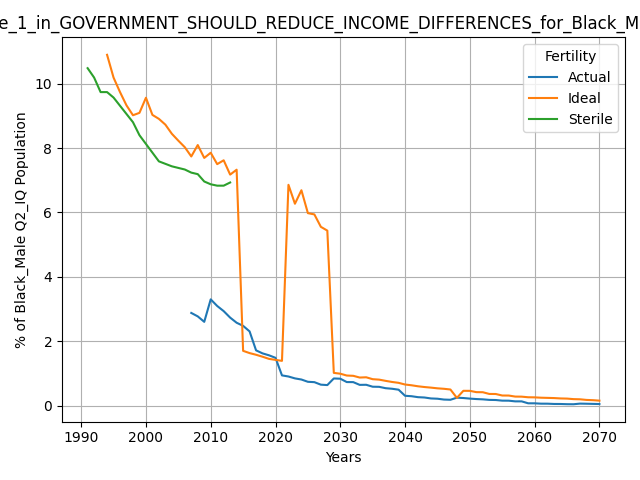 e_1_in_GOVERNMENT_SHOULD_REDUCE_INCOME_DIFFERENCES_for_Black_M
Fertility
Actual
Ideal
Sterile
% of Black_Male Q2_IQ Population
10
8
6
4
2
0
1990 2000 2010 2020 2030 2040 2050 2060 2070
Years